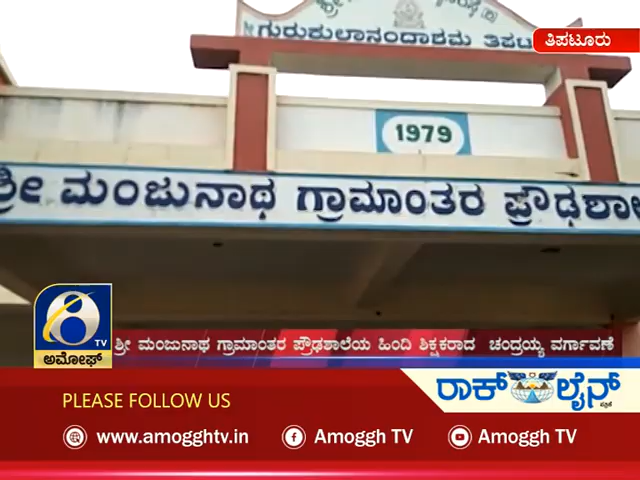 ಗುರುಕುಲಾನಂದಾಶ್ರಮ ತಿಪಟ
ತಿಪಟೂರು
1979
ಶ್ರೀ ಮಂಜುನಾಥ ಗ್ರಾಮಾಂತರ ಪ್ರೌಢಶಾಲೆ
TV
ಅಮೋಘ್
ಶ್ರೀ ಮಂಜುನಾಥ ಗ್ರಾಮಾಂತರ ಪ್ರೌಢಶಾಲೆಯ ಹಿಂದಿ ಶಿಕ್ಷಕರಾದ ಚಂದ್ರಯ್ಯ ವರ್ಗಾವಣೆ
PLEASE FOLLOW US
ರಾಕ್ ಲೈನ್
www.amogghtv.in Amoggh TV Amoggh TV